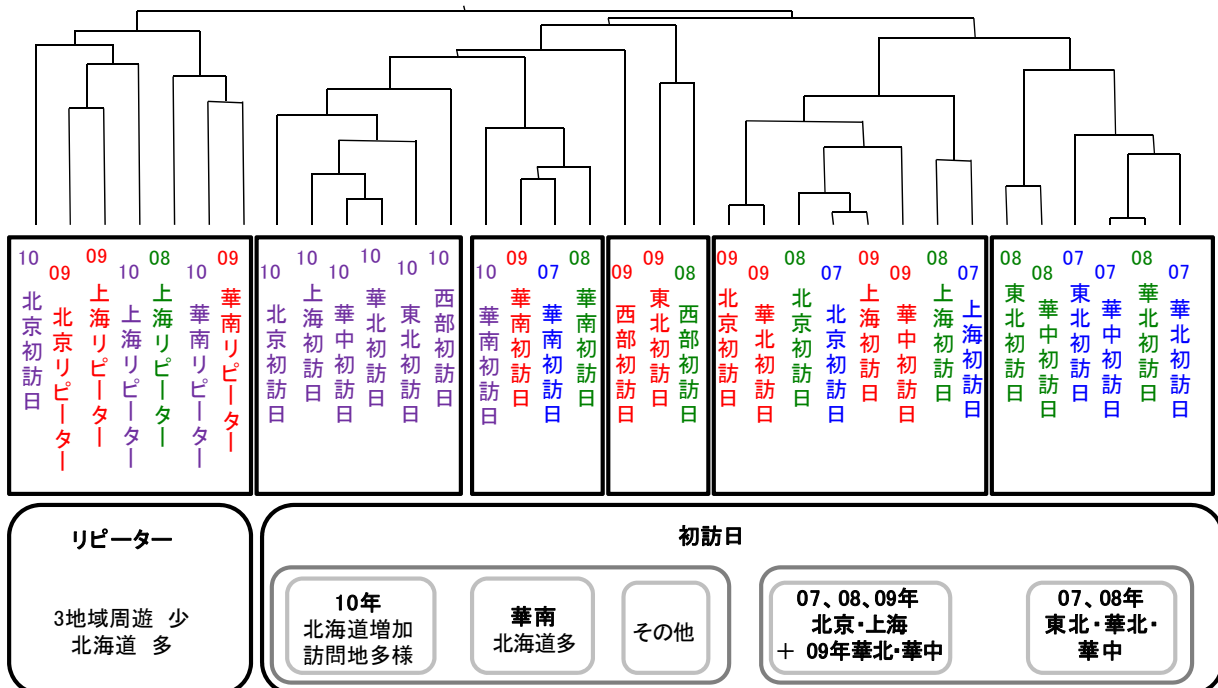 10 北京初訪日
09 北京リピーター
09 上海リピーター
10 上海リピーター
08 上海リピーター
10 華南リピーター
09 華南リピーター
10 北京初訪日
10 上海初訪日
10 華中初訪日
10 華北初訪日
10 東北初訪日
10 西部初訪日
10 華南初訪日
09 華南初訪日
07 華南初訪日
08 華南初訪日
09 西部初訪日
09 東北初訪日
08 西部初訪日
09 北京初訪日
09 華北初訪日
08 北京初訪日
07 北京初訪日
09 上海初訪日
09 華中初訪日
08 上海初訪日
07 上海初訪日
08 東北初訪日
08 華中初訪日
07 東北初訪日
07 華中初訪日
08 華北初訪日
07 華北初訪日
リピーター
3地域周遊 少
北海道 多
初訪日
10年
北海道増加
訪問地多様
華南
北海道多
その他
07、08、09年
北京・上海
+ 09年華北・華中
07、08年
東北・華北・
華中